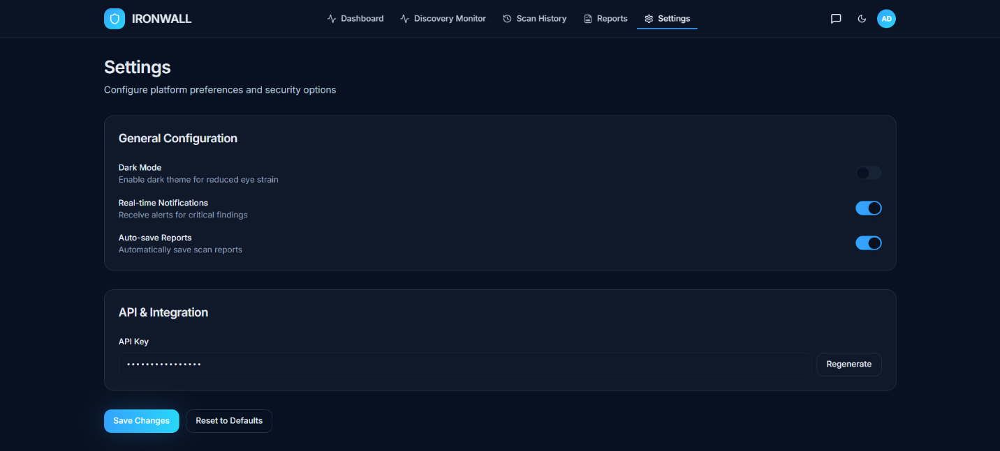 IRONWALL
Dashboard Discovery Monitor Scan History Reports Settings
AD
Settings
Configure platform preferences and security options
General Configuration
Dark Mode
Enable dark theme for reduced eye strain
Real-time Notifications
Receive alerts for critical findings
Auto-save Reports
Automatically save scan reports
API & Integration
API Key
••••••••••••••••
Regenerate
Save Changes Reset to Defaults